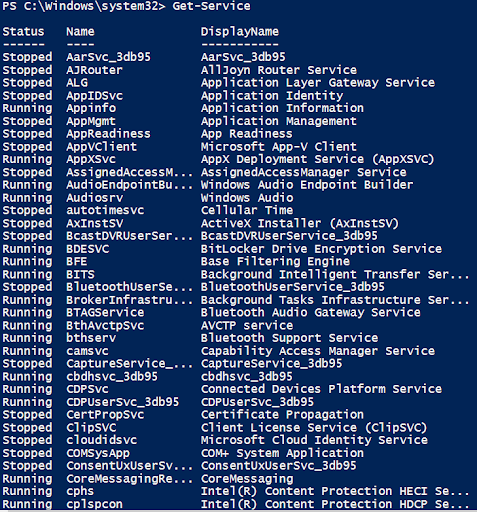 PS C:\Windows\system32> Get-Service
Status Name DisplayName
------ ---- -----------
Stopped AarSvc_3db95 AarSvc_3db95
Stopped AJRouter AllJoyn Router Service
Stopped ALG Application Layer Gateway Service
Stopped AppIDSvc Application Identity
Running Appinfo Application Information
Stopped AppMgmt Application Management
Stopped AppReadiness App Readiness
Stopped AppVClient Microsoft App-V Client
Running AppXSvc AppX Deployment Service (AppXSVC)
Stopped AssignedAccessM... AssignedAccessManager Service
Running AudioEndpointBu... Windows Audio Endpoint Builder
Running Audiosrv Windows Audio
Stopped autotimesvc Cellular Time
Stopped AxInstSV ActiveX Installer (AxInstSV)
Stopped BcastDVRUserSer... BcastDVRUserService_3db95
Running BDESVC BitLocker Drive Encryption Service
Running BFE Base Filtering Engine
Running BITS Background Intelligent Transfer Ser...
Stopped BluetoothUserSe... BluetoothUserService_3db95
Running BrokerInfrastru... Background Tasks Infrastructure Ser...
Running BTAGService Bluetooth Audio Gateway Service
Running BthAvctpSvc AVCTP service
Running bthserv Bluetooth Support Service
Running camsvc Capability Access Manager Service
Stopped CaptureService_... CaptureService_3db95
Running cbdhsvc_3db95 cbdhsvc_3db95
Running CDPSvc Connected Devices Platform Service
Running CDPUserSvc_3db95 CDPUserSvc_3db95
Stopped CertPropSvc Certificate Propagation
Stopped ClipSVC Client License Service (ClipSVC)
Stopped cloudidsvc Microsoft Cloud Identity Service
Stopped COMSysApp COM+ System Application
Stopped ConsentUxUserSv... ConsentUxUserSvc_3db95
Running CoreMessagingRe... CoreMessaging
Running cphs Intel(R) Content Protection HECI Se...
Running cplspcon Intel(R) Content Protection HDCP Se...